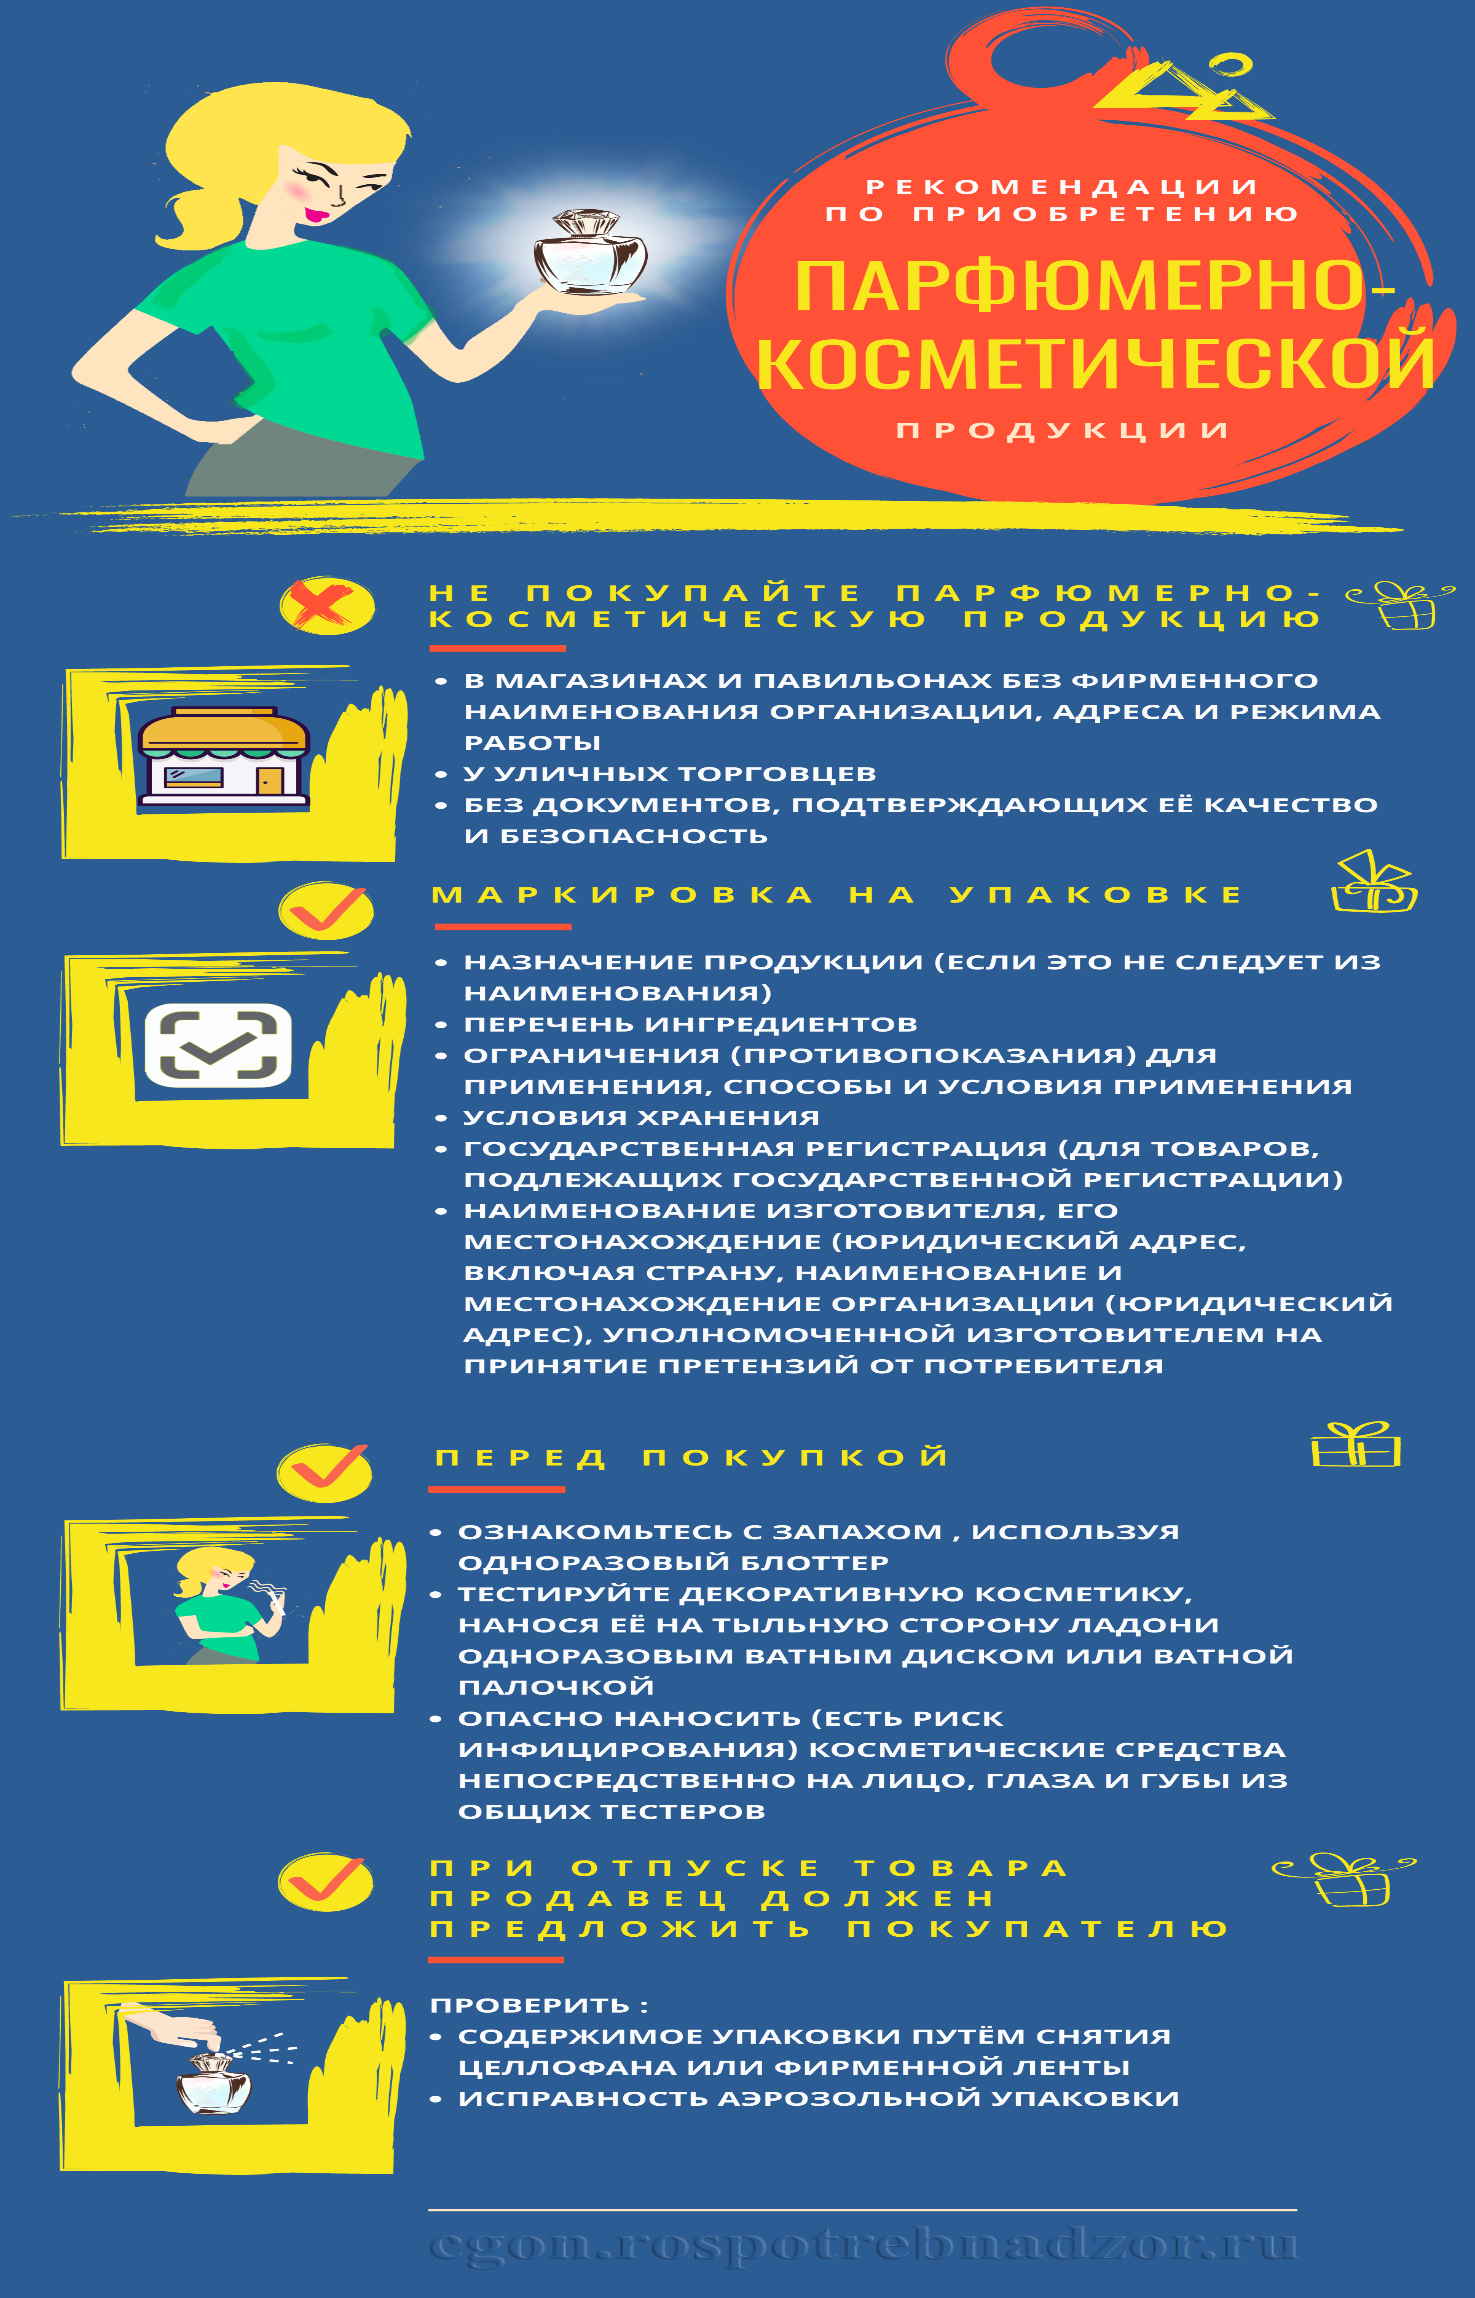 РЕКОМЕНДАЦИИ
ПО ПРИОБРЕТЕНИЮ
ПАРФЮМЕРНО-
КОСМЕТИЧЕСКОЙ
ПРОДУКЦИИ
НЕ ПОКУПАЙТЕ ПАРФЮМЕРНО-
КОСМЕТИЧЕСКУЮ ПРОДУКЦИЮ
• В МАГАЗИНАХ И ПАВИЛЬОНАХ БЕЗ ФИРМЕННОГО
НАИМЕНОВАНИЯ ОРГАНИЗАЦИИ, АДРЕСА И РЕЖИМА
РАБОТЫ
• У УЛИЧНЫХ ТОРГОВЦЕВ
• БЕЗ ДОКУМЕНТОВ, ПОДТВЕРЖДАЮЩИХ ЕЁ КАЧЕСТВО
И БЕЗОПАСНОСТЬ
МАРКИРОВКА НА УПАКОВКЕ
• НАЗНАЧЕНИЕ ПРОДУКЦИИ (ЕСЛИ ЭТО НЕ СЛЕДУЕТ ИЗ
НАИМЕНОВАНИЯ)
• ПЕРЕЧЕНЬ ИНГРЕДИЕНТОВ
• ОГРАНИЧЕНИЯ (ПРОТИВОПОКАЗАНИЯ) ДЛЯ
ПРИМЕНЕНИЯ, СПОСОБЫ И УСЛОВИЯ ПРИМЕНЕНИЯ
• УСЛОВИЯ ХРАНЕНИЯ
• ГОСУДАРСТВЕННАЯ РЕГИСТРАЦИЯ (ДЛЯ ТОВАРОВ,
ПОДЛЕЖАЩИХ ГОСУДАРСТВЕННОЙ РЕГИСТРАЦИИ)
• НАИМЕНОВАНИЕ ИЗГОТОВИТЕЛЯ, ЕГО
МЕСТОНАХОЖДЕНИЕ (ЮРИДИЧЕСКИЙ АДРЕС,
ВКЛЮЧАЯ СТРАНУ, НАИМЕНОВАНИЕ И
МЕСТОНАХОЖДЕНИЕ ОРГАНИЗАЦИИ (ЮРИДИЧЕСКИЙ
АДРЕС), УПОЛНОМОЧЕННОЙ ИЗГОТОВИТЕЛЕМ НА
ПРИНЯТИЕ ПРЕТЕНЗИЙ ОТ ПОТРЕБИТЕЛЯ
ПЕРЕД ПОКУПКОЙ
• ОЗНАКОМЬТЕСЬ С ЗАПАХОМ , ИСПОЛЬЗУЯ
ОДНОРАЗОВЫЙ БЛОТТЕР
• ТЕСТИРУЙТЕ ДЕКОРАТИВНУЮ КОСМЕТИКУ,
НАНОСЯ ЕЁ НА ТЫЛЬНУЮ СТОРОНУ ЛАДОНИ
ОДНОРАЗОВЫМ ВАТНЫМ ДИСКОМ ИЛИ ВАТНОЙ
ПАЛОЧКОЙ
• ОПАСНО НАНОСИТЬ (ЕСТЬ РИСК
ИНФИЦИРОВАНИЯ) КОСМЕТИЧЕСКИЕ СРЕДСТВА
НЕПОСРЕДСТВЕННО НА ЛИЦО, ГЛАЗА И ГУБЫ ИЗ
ОБЩИХ ТЕСТЕРОВ
ПРИ ОТПУСКЕ ТОВАРА
ПРОДАВЕЦ ДОЛЖЕН
ПРЕДЛОЖИТЬ ПОКУПАТЕЛЮ
ПРОВЕРИТЬ :
• СОДЕРЖИМОЕ УПАКОВКИ ПУТЁМ СНЯТИЯ
ЦЕЛЛОФАНА ИЛИ ФИРМЕННОЙ ЛЕНТЫ
• ИСПРАВНОСТЬ АЭРОЗОЛЬНОЙ УПАКОВКИ
cgon.rospotrebnadzor.ru